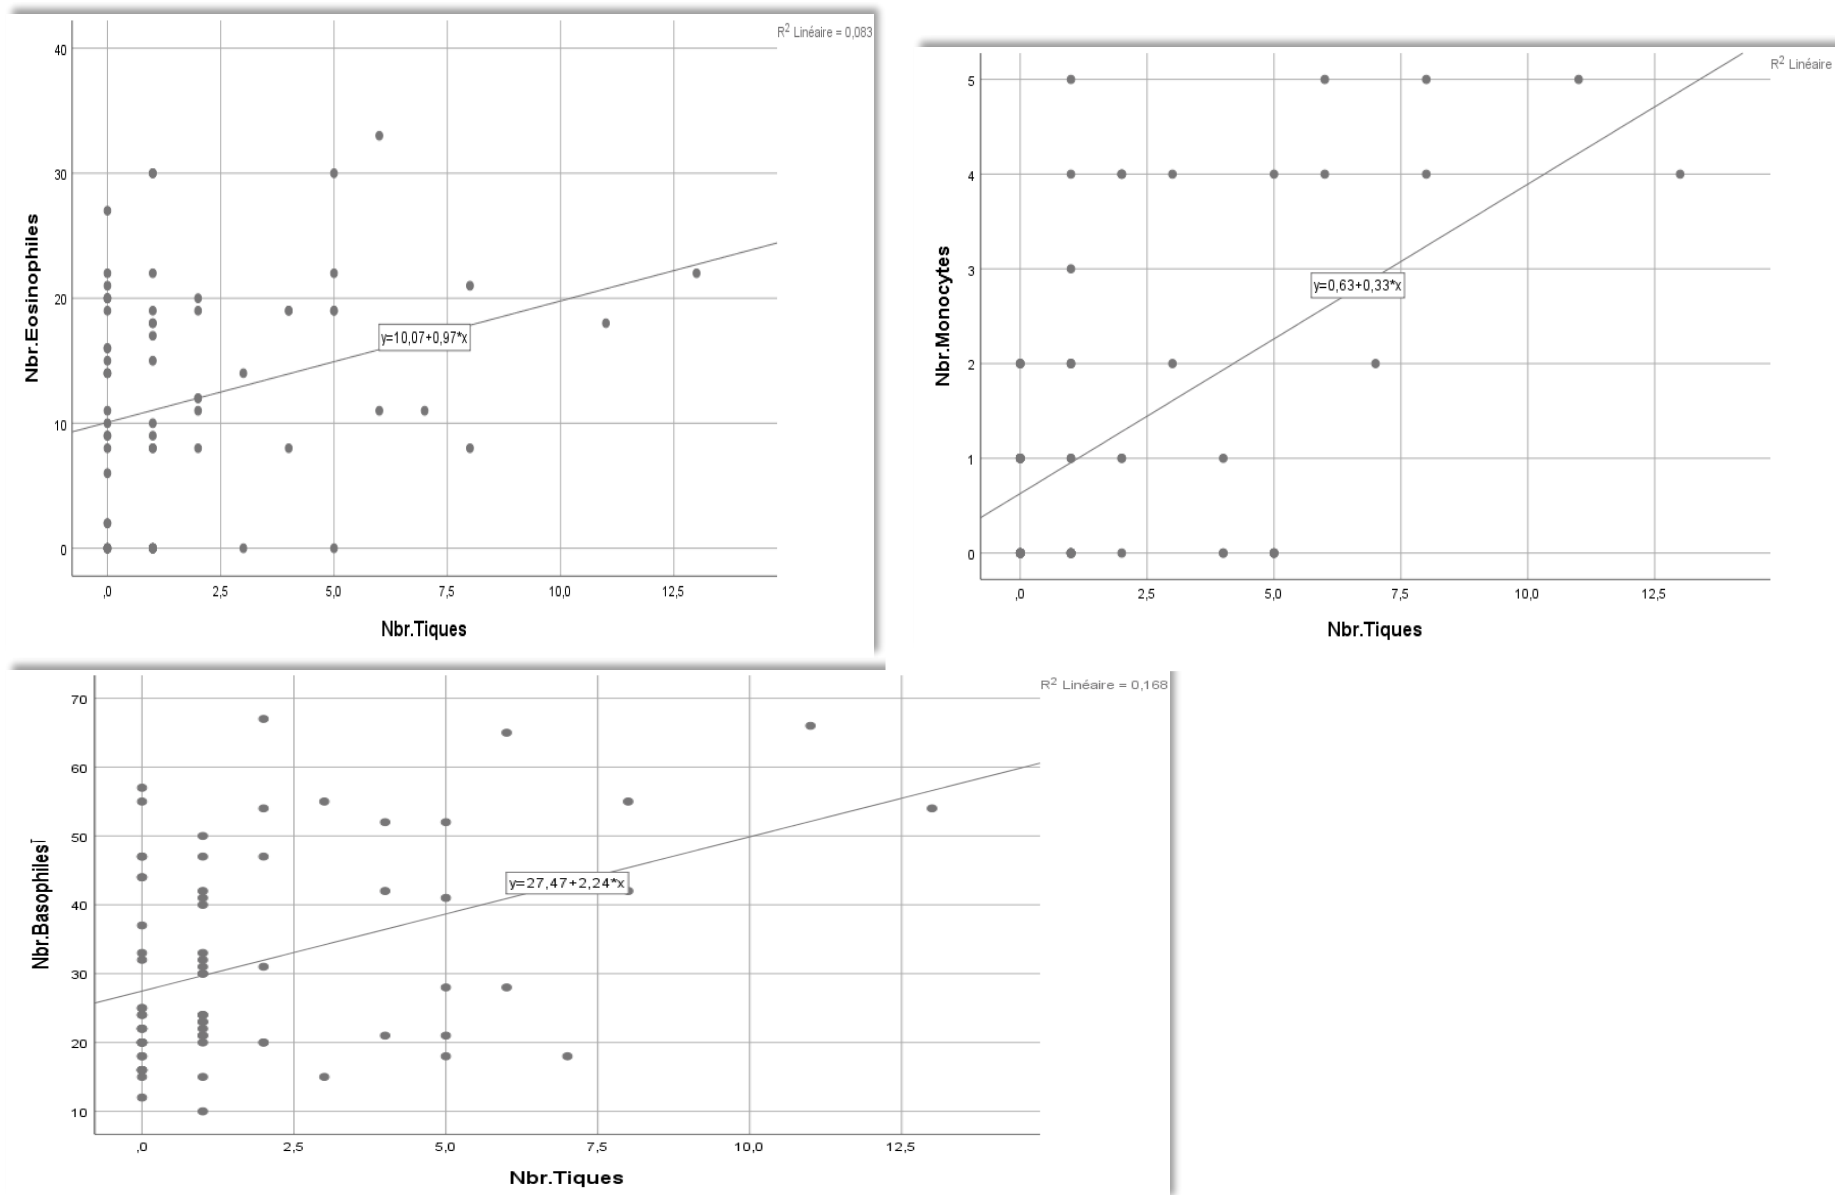 R² Linéaire = 0,083
40
30
20
10
0
Nbr.Eosinophiles
y=10,07+0,97*x
,0 2,5 5,0 7,5 10,0 12,5
Nbr.Tiques
R² Linéaire
5
4
3
2
1
0
Nbr.Monocytes
y=0,63+0,33*x
,0 2,5 5,0 7,5 10,0 12,5
Nbr.Tiques
R² Linéaire = 0,168
70
60
50
40
30
20
10
Nbr.Basophiles
y=27,47+2,24*x
,0 2,5 5,0 7,5 10,0 12,5
Nbr.Tiques